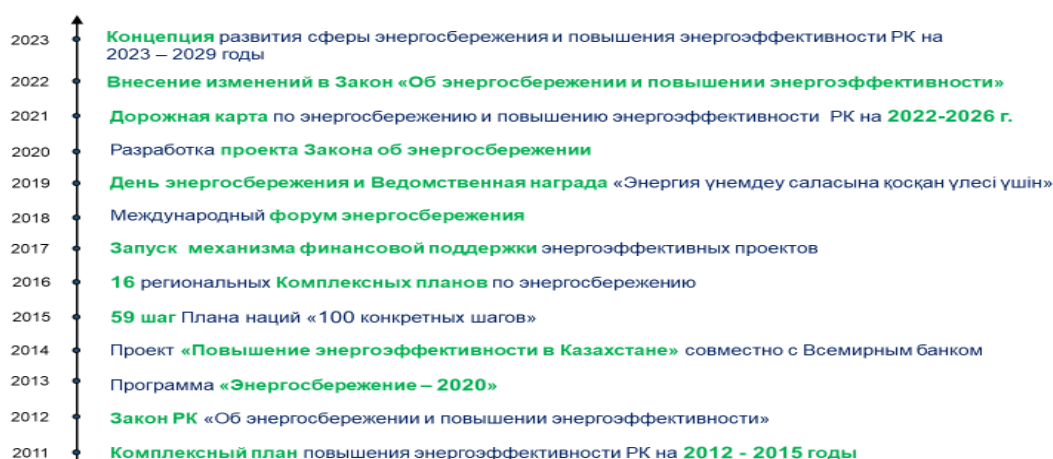 2023 Концепция развития сферы энергосбережения и повышения энергоэффективности РК на
2023 – 2029 годы
2022 Внесение изменений в Закон «Об энергосбережении и повышении энергоэффективности»
2021 Дорожная карта по энергосбережению и повышению энергоэффективности РК на 2022-2026 г.
2020 Разработка проекта Закона об энергосбережении
2019 День энергосбережения и Ведомственная награда «Энергия үнемдеу саласына қосқан үлесі үшін»
2018 Международный форум энергосбережения
2017 Запуск механизма финансовой поддержки энергоэффективных проектов
2016 16 региональных Комплексных планов по энергосбережению
2015 59 шаг Плана наций «100 конкретных шагов»
2014 Проект «Повышение энергоэффективности в Казахстане» совместно с Всемирным банком
2013 Программа «Энергосбережение – 2020»
2012 Закон РК «Об энергосбережении и повышении энергоэффективности»
2011 Комплексный план повышения энергоэффективности РК на 2012 - 2015 годы